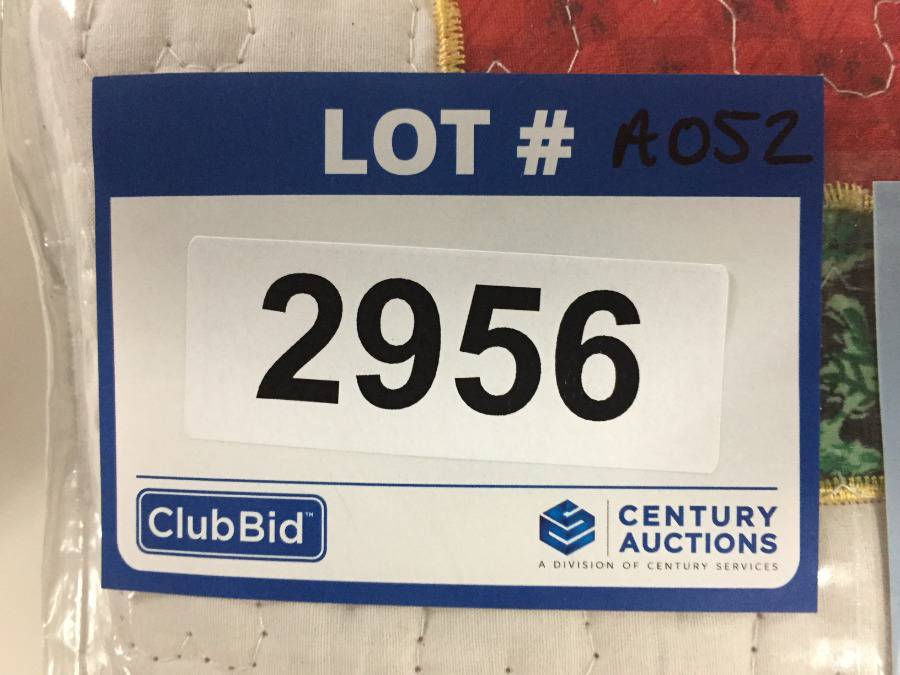 LOT # A052
2956
ClubBid™
CENTURY
AUCTIONS
A DIVISION OF CENTURY SERVICES